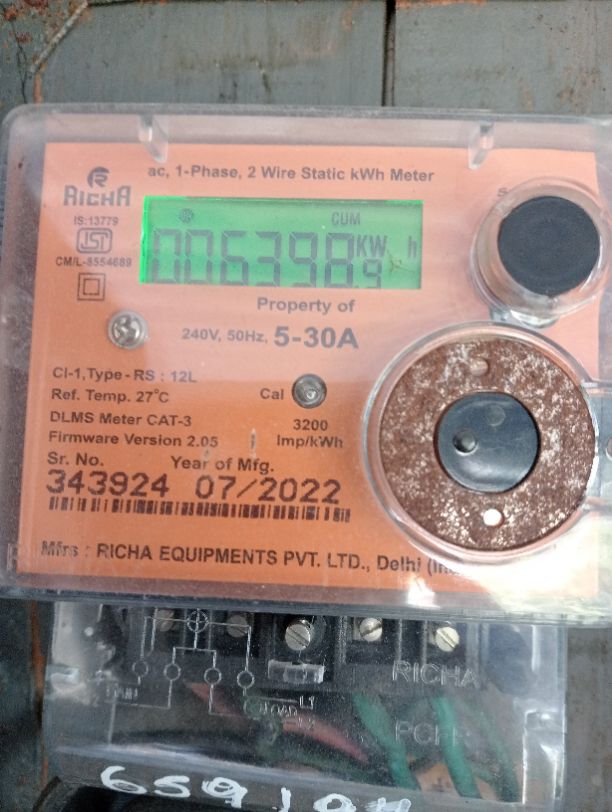 ac, 1-Phase, 2 Wire Static kWh Meter
RICHA
IS:13779
ISI
CM/L-8554689
CUM
006398.9 KW h
Property of
240V, 50Hz, 5-30A
Cl-1,Type - RS : 12L
Ref. Temp. 27°C
Cal
DLMS Meter CAT-3
3200
Firmware Version 2.05
Imp/kWh
Sr. No. Year of Mfg.
343924 07/2022
Mfrs : RICHA EQUIPMENTS PVT. LTD., Delhi
RICHA
LOAD